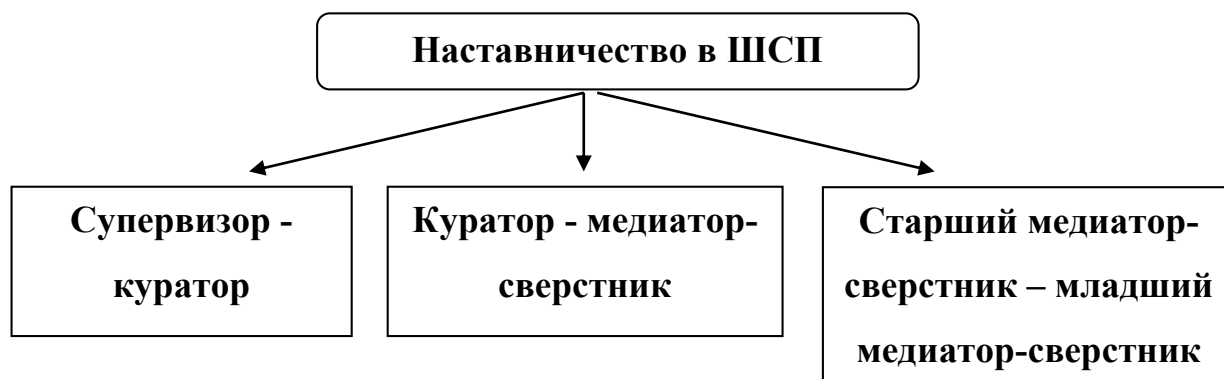 Наставничество в ШСП
Супервизор -
куратор
Куратор - медиатор-
сверстник
Старший медиатор-
сверстник – младший
медиатор-сверстник